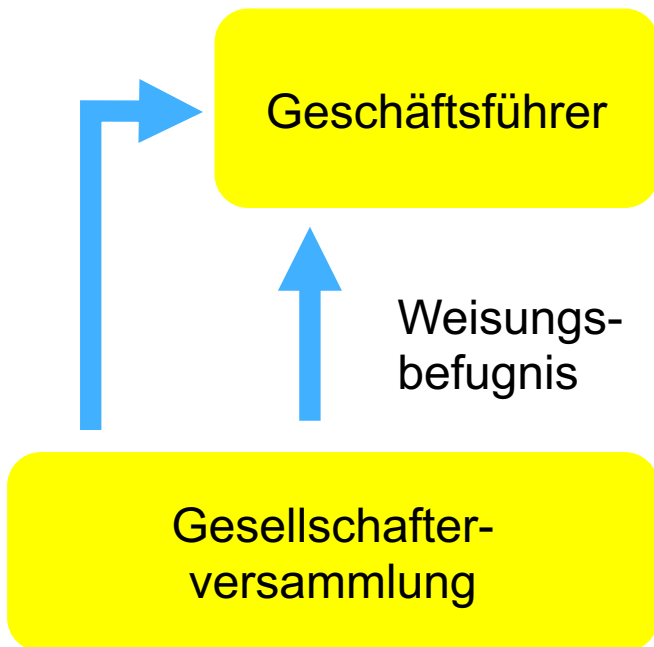 Geschäftsführer
Weisungs-
befugnis
Gesellschafter-
versammlung